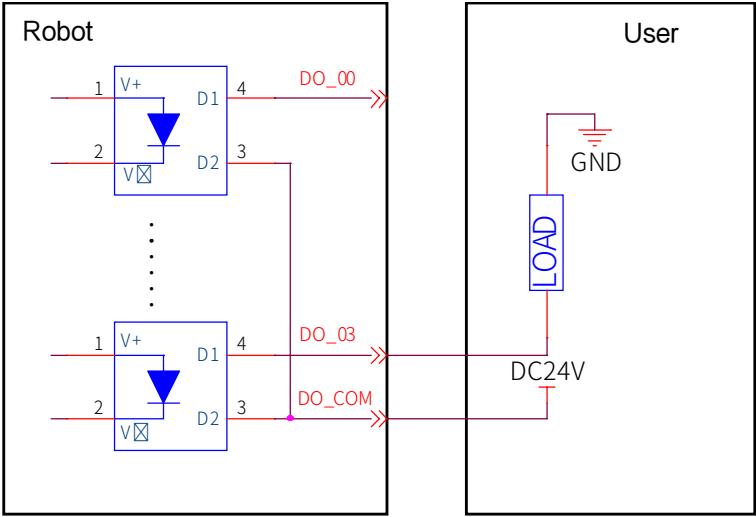 Robot
User
DO_00
1
V+
D1
4
2
V☒
D2
3
GND
LOAD
DO_03
1
V+
D1
4
DC24V
DO_COM
2
V☒
D2
3